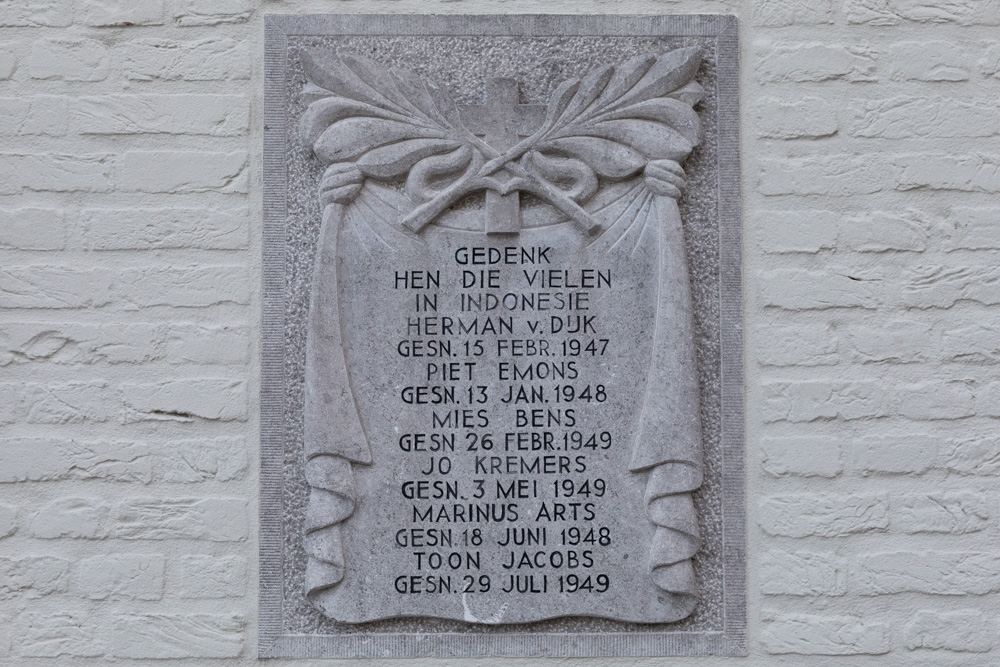 GEDENK
HEN DIE VIELEN
IN INDONESIE
HERMAN v. DIJK
GESN. 15 FEBR. 1947
PIET EMONS
GESN. 13 JAN. 1948
MIES BENS
GESN 26 FEBR. 1949
JO KREMERS
GESN. 3 MEI 1949
MARINUS ARTS
GESN. 18 JUNI 1948
TOON JACOBS
GESN. 29 JULI 1949